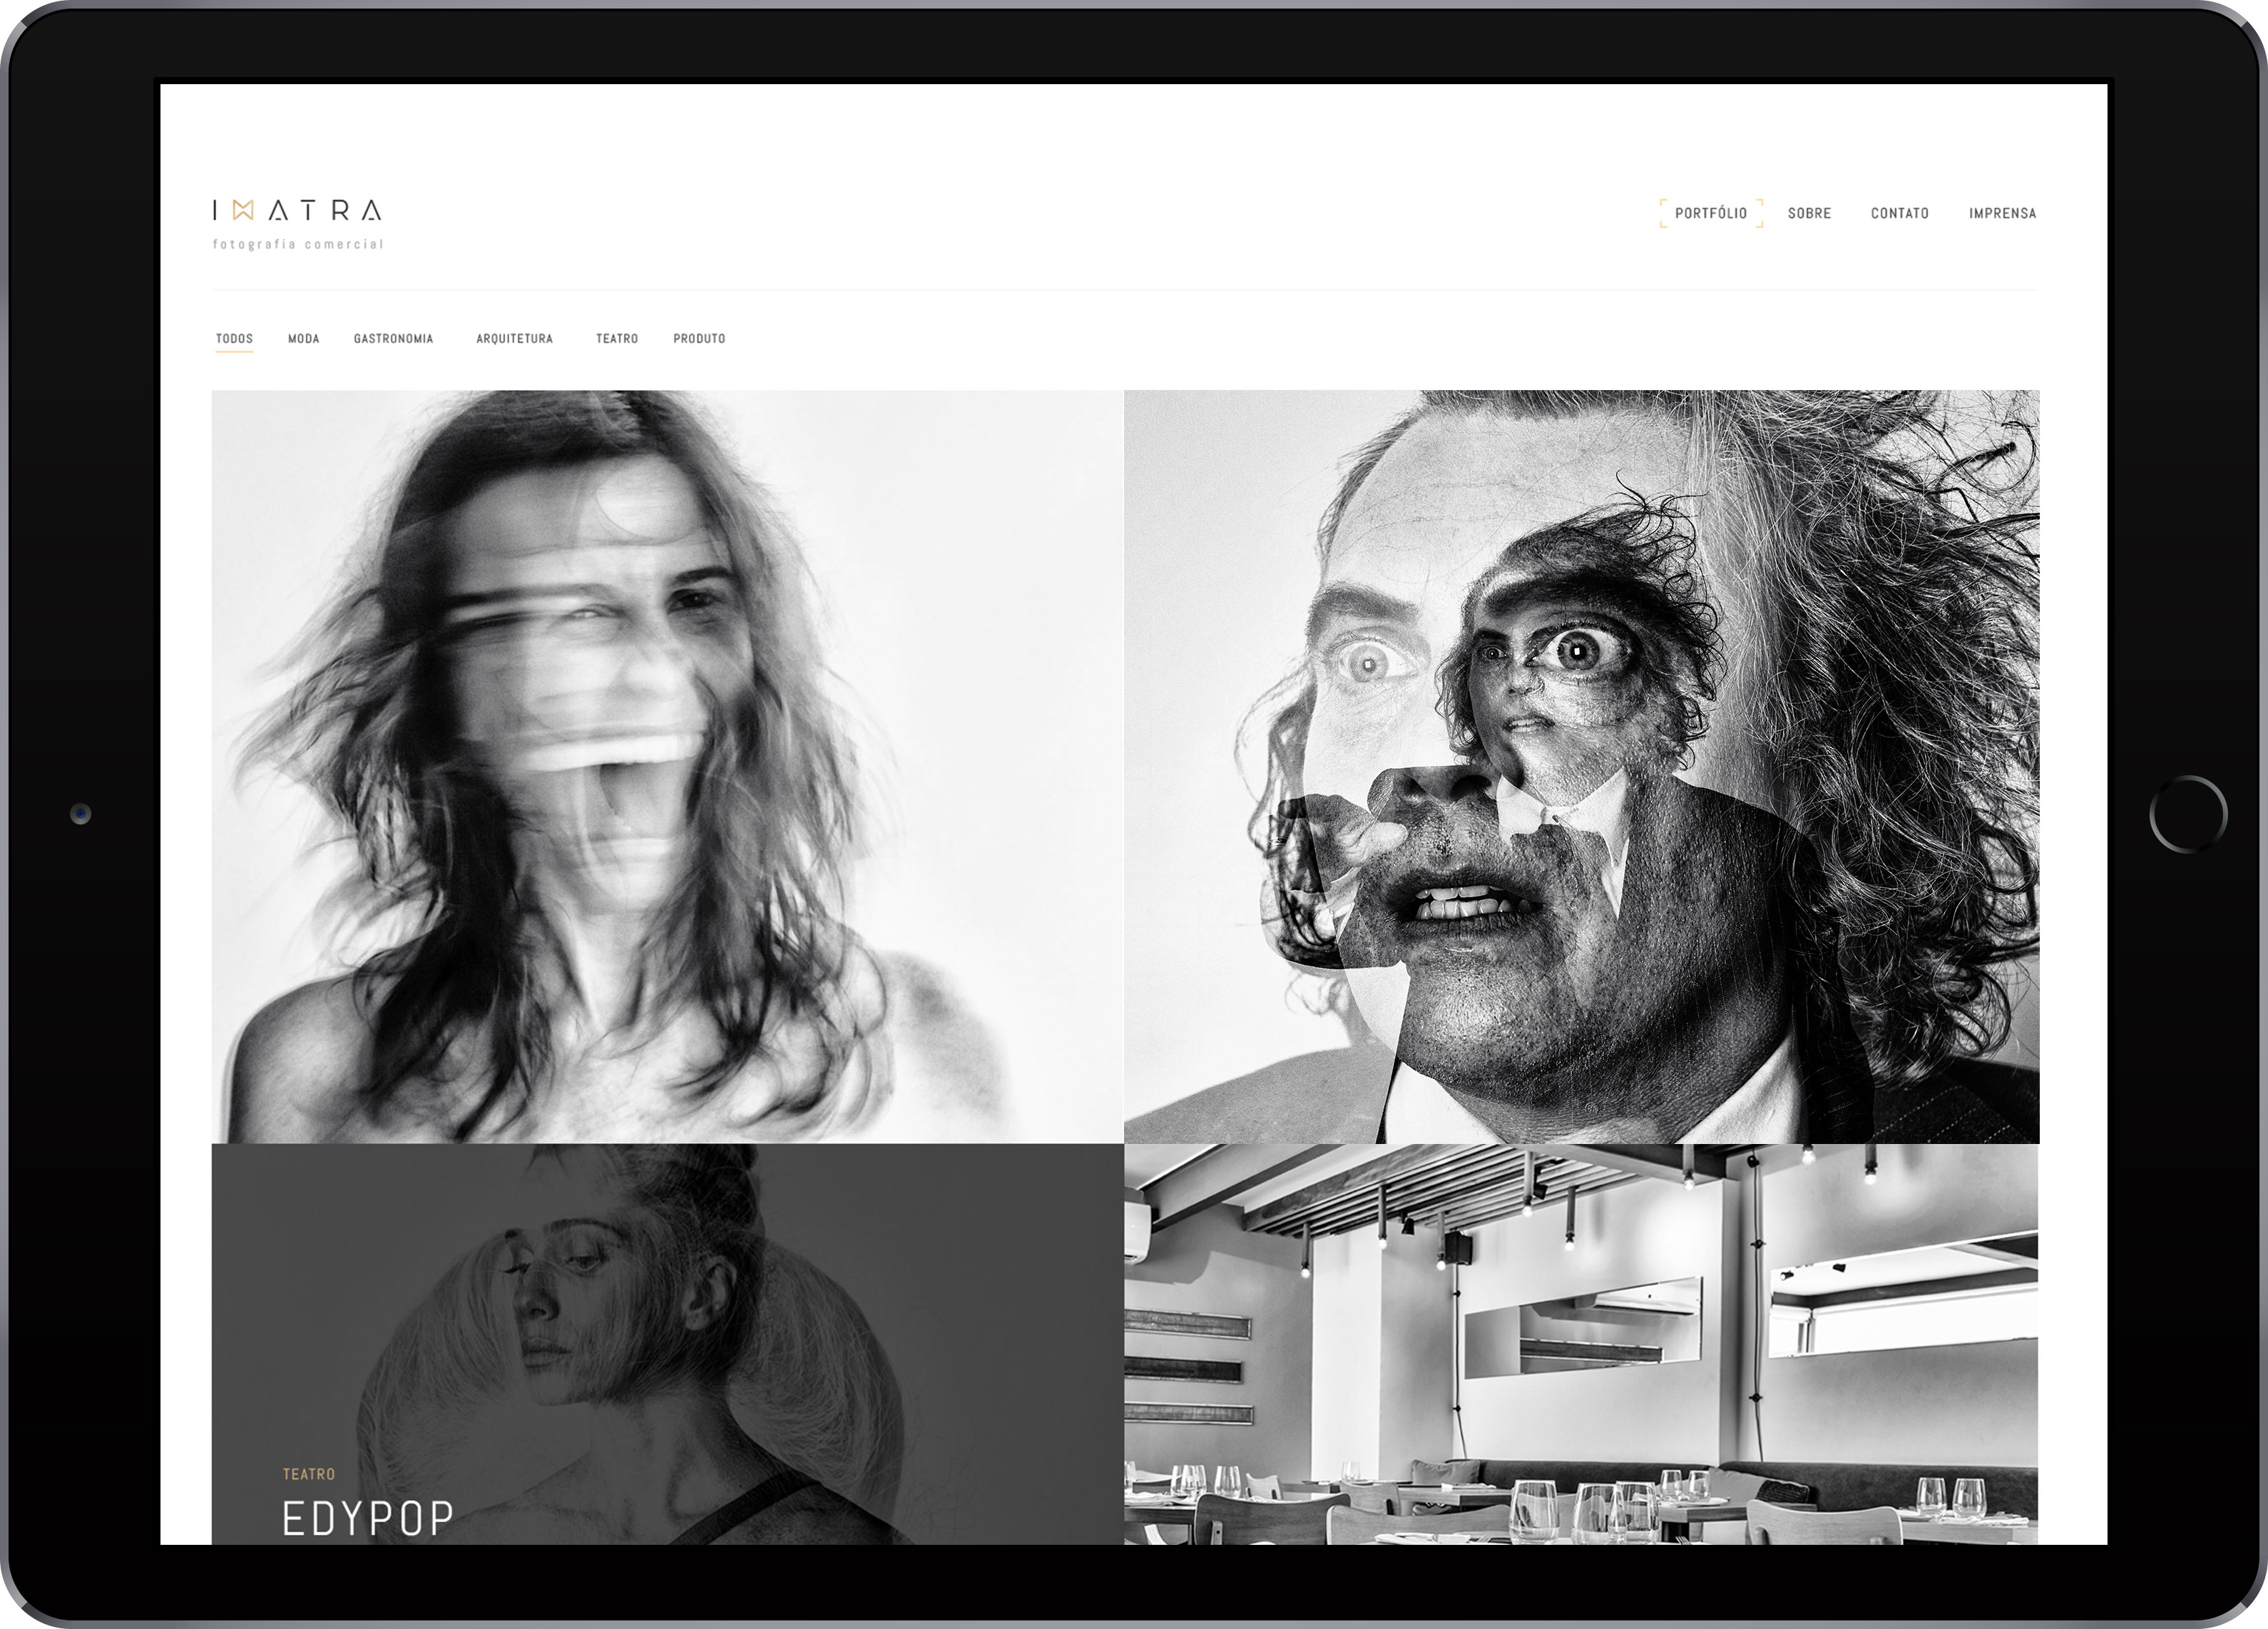 IMATRA
fotografia comercial
PORTFÓLIO SOBRE CONTATO IMPRENSA
TODOS MODA GASTRONOMIA ARQUITETURA TEATRO PRODUTO
TEATRO
EDYPOP